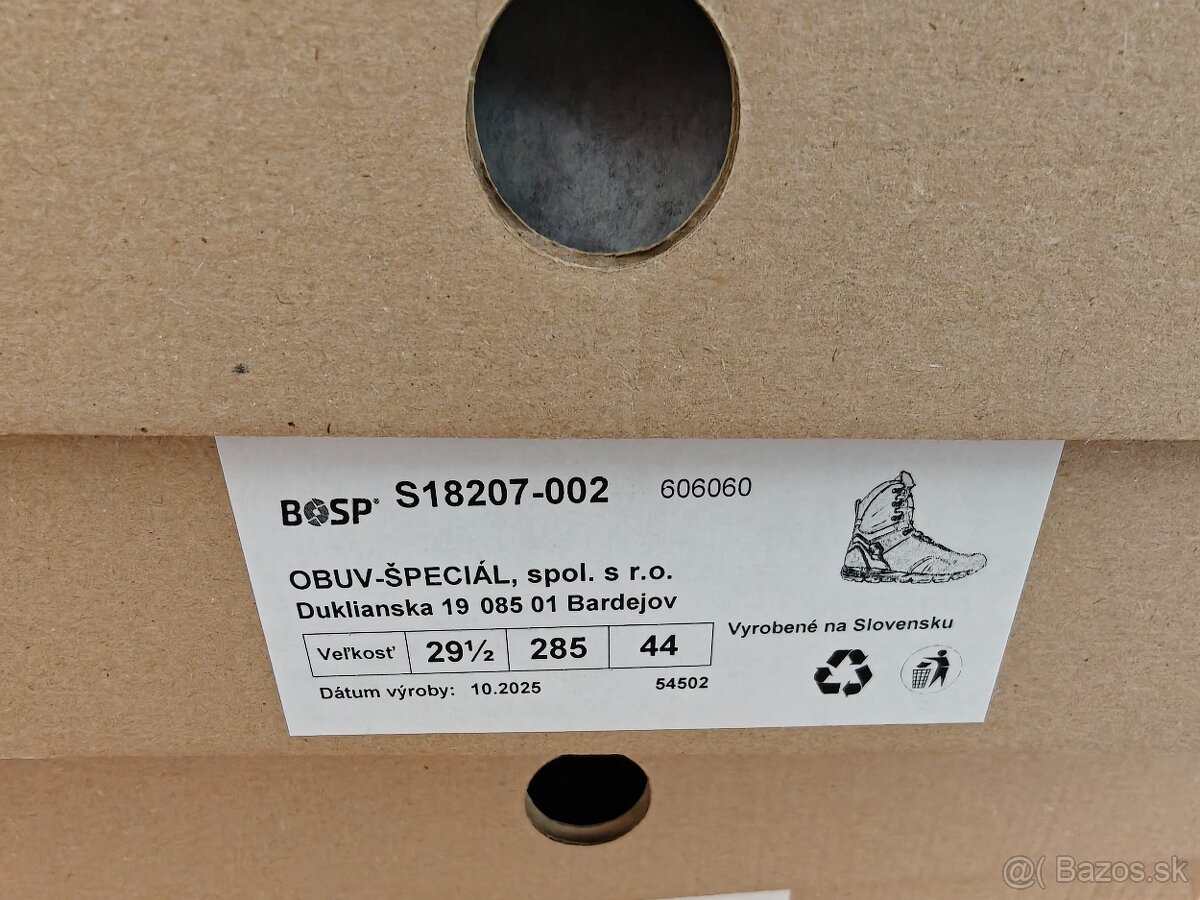 BOSP® S18207-002 606060
OBUV-ŠPECIÁL, spol. s r.o.
Duklianska 19 085 01 Bardejov
Veľkosť 29½ 285 44
Vyrobené na Slovensku
Dátum výroby: 10.2025 54502
@( Bazos.sk